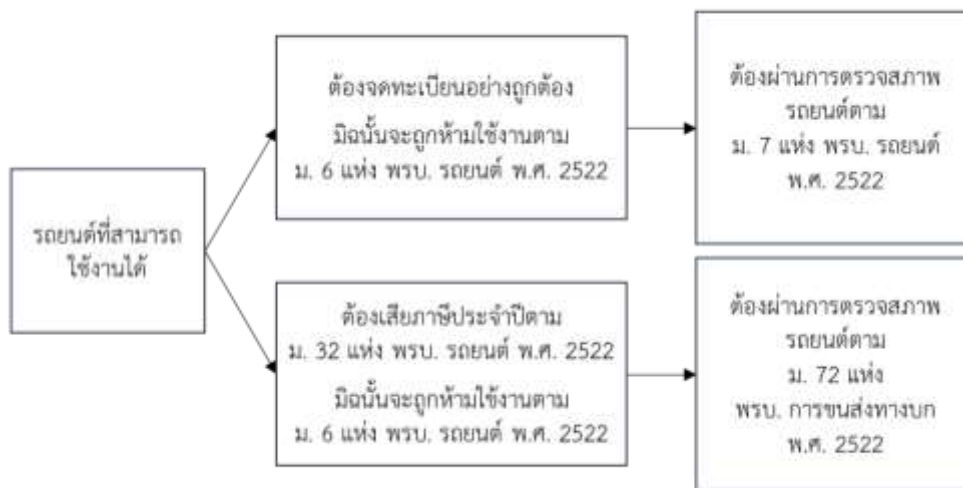 รถยนต์ที่สามารถ
ใช้งานได้
ต้องจดทะเบียนอย่างถูกต้อง
มิฉนั้นจะถูกห้ามใช้งานตาม
ม. 6 แห่ง พรบ. รถยนต์ พ.ศ. 2522
ต้องผ่านการตรวจสภาพ
รถยนต์ตาม
ม. 7 แห่ง พรบ. รถยนต์
พ.ศ. 2522
ต้องเสียภาษีประจำปีตาม
ม. 32 แห่ง พรบ. รถยนต์ พ.ศ. 2522
มิฉนั้นจะถูกห้ามใช้งานตาม
ม. 6 แห่ง พรบ. รถยนต์ พ.ศ. 2522
ต้องผ่านการตรวจสภาพ
รถยนต์ตาม
ม. 72 แห่ง
พรบ. การขนส่งทางบก
พ.ศ. 2522